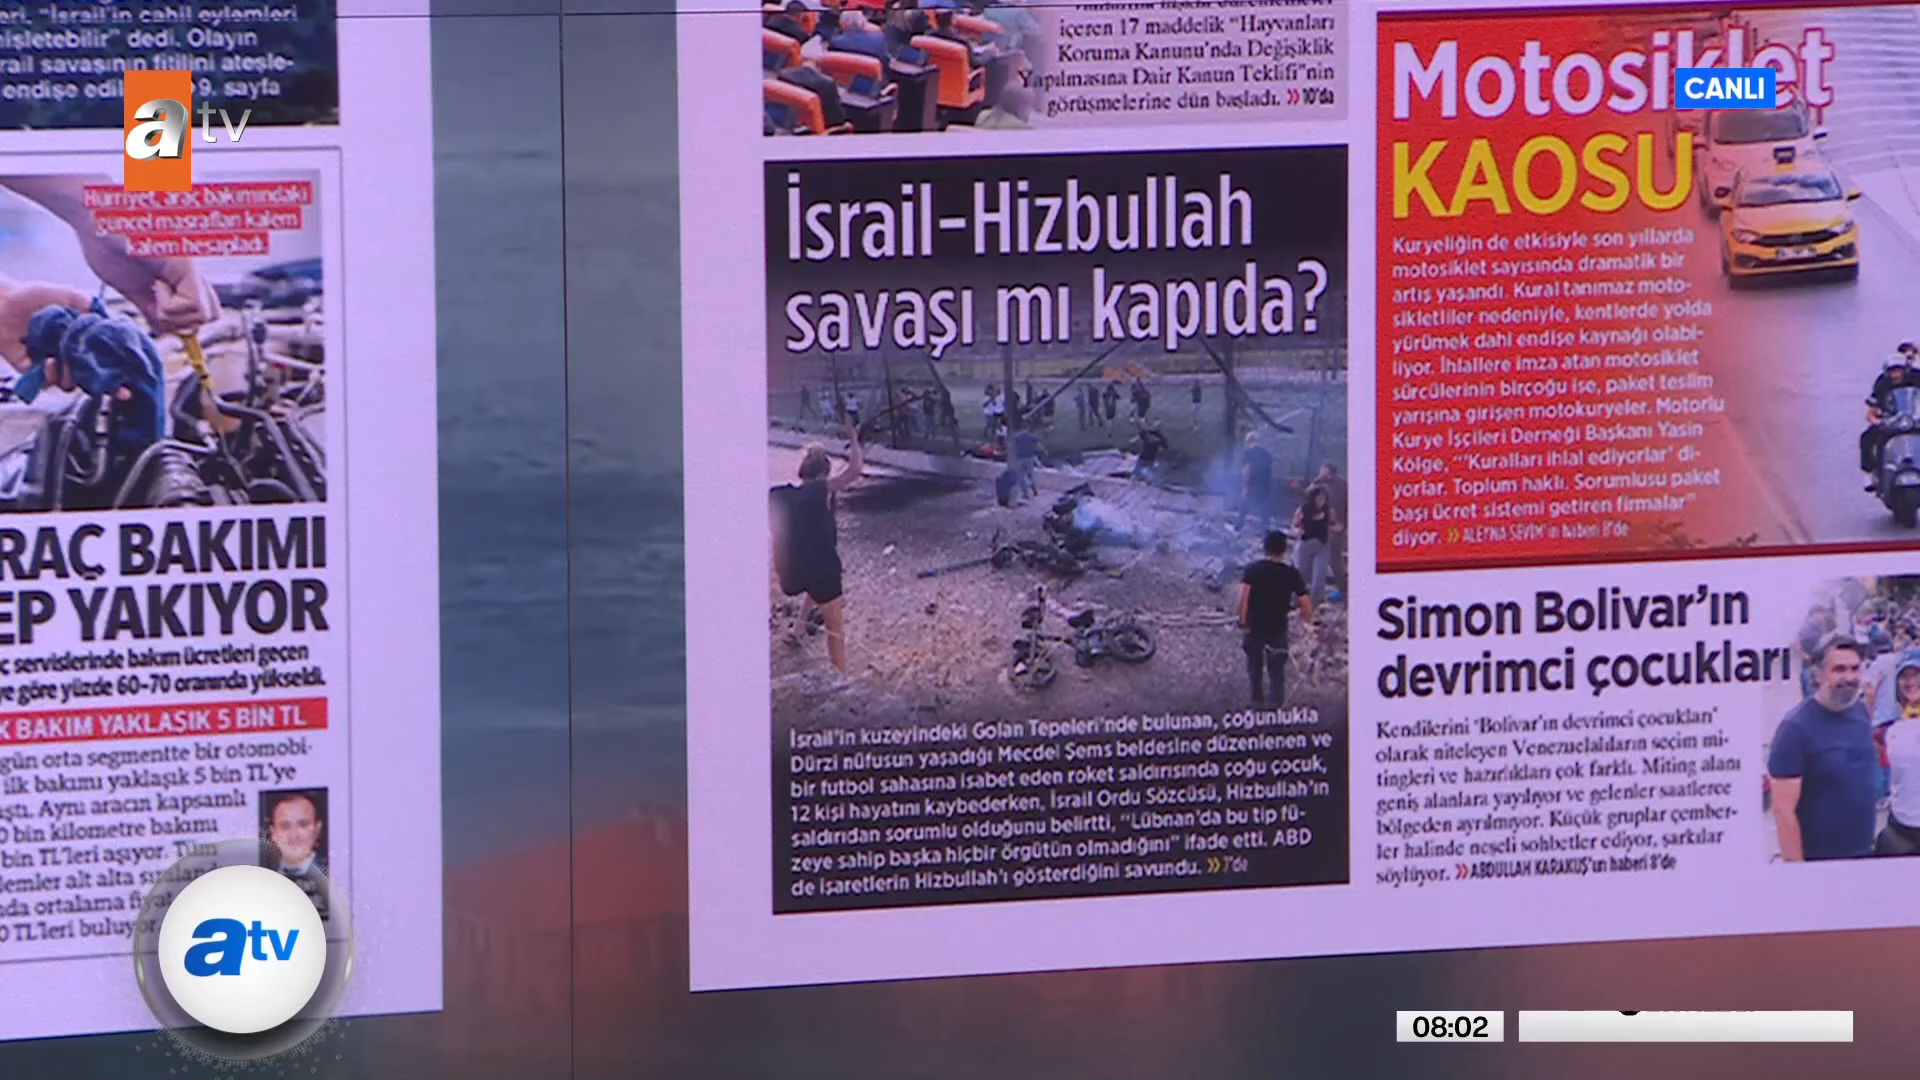 "İsrail'in cahil eylemleri
dedi. Olayın
savaşının fitilini ateşle-
9. sayfa
atv
Hürriyet, araç bakımındaki
güncel masrafları kalem
kalem hesapladı.
RAÇ BAKIMI
EP YAKIYOR
servislerinde bakım ücretleri geçen
göre yüzde 60-70 oranında yükseldi.
K BAKIM YAKLAŞIK 5 BİN TL
gün orta segmentte bir otomobi-
ilk bakımı yaklaşık 5 bin TL'ye
Aynı aracın kapsamlı
bin kilometre bakımı
bin TL'leri aşıyor. Tüm
alt alta
ortalama
TL'leri
atv
içeren 17 maddelik "Hayvanları
Koruma Kanunu'nda Değişiklik
Yapılmasına Dair Kanun Teklifi"nin
görüşmelerine dün başladı. »10'da
İsrail-Hizbullah
savaşı mı kapıda?
İsrail'in kuzeyindeki Golan Tepeleri'nde bulunan, çoğunlukla
Dürzi nüfusun yaşadığı Mecdel Şems beldesine düzenlenen ve
bir futbol sahasına isabet eden roket saldırısında çoğu çocuk,
12 kişi hayatını kaybederken, İsrail Ordu Sözcüsü, Hizbullah'ın
saldırıdan sorumlu olduğunu belirtti, "Lübnan'da bu tip fü-
zeye sahip başka hiçbir örgütün olmadığını" ifade etti. ABD
de işaretlerin Hizbullah'ı gösterdiğini savundu. »7'de
Motosiklet
CANLI
KAOSU
Kuryeliğin de etkisiyle son yıllarda
motosiklet sayısında dramatik bir
artış yaşandı. Kural tanımaz moto-
sikletliler nedeniyle, kentlerde yolda
yürümek dahi endişe kaynağı olabi-
liyor. İhlallere imza atan motosiklet
sürücülerinin birçoğu ise, paket teslim
yarışına girişen motokuryeler. Motorlu
Kurye İşçileri Derneği Başkanı Yasin
Kölge, "'Kuralları ihlal ediyorlar' di-
yorlar. Toplum haklı. Sorumlusu paket
başı ücret sistemi getiren firmalar"
diyor. »ALEYNA SEVİM'in haberi 8'de
Simon Bolivar'ın
devrimci çocukları
Kendilerini 'Bolivar'ın devrimci çocukları'
olarak niteleyen Venezuelalıların seçim mi-
tingleri ve hazırlıkları çok farklı. Miting alanı
geniş alanlara yayılıyor ve gelenler saatlerce
bölgeden ayrılmıyor. Küçük gruplar çember-
ler halinde neşeli sohbetler ediyor, şarkılar
söylüyor. »ABDULLAH KARAKUŞ'un haberi 8'de
08:02